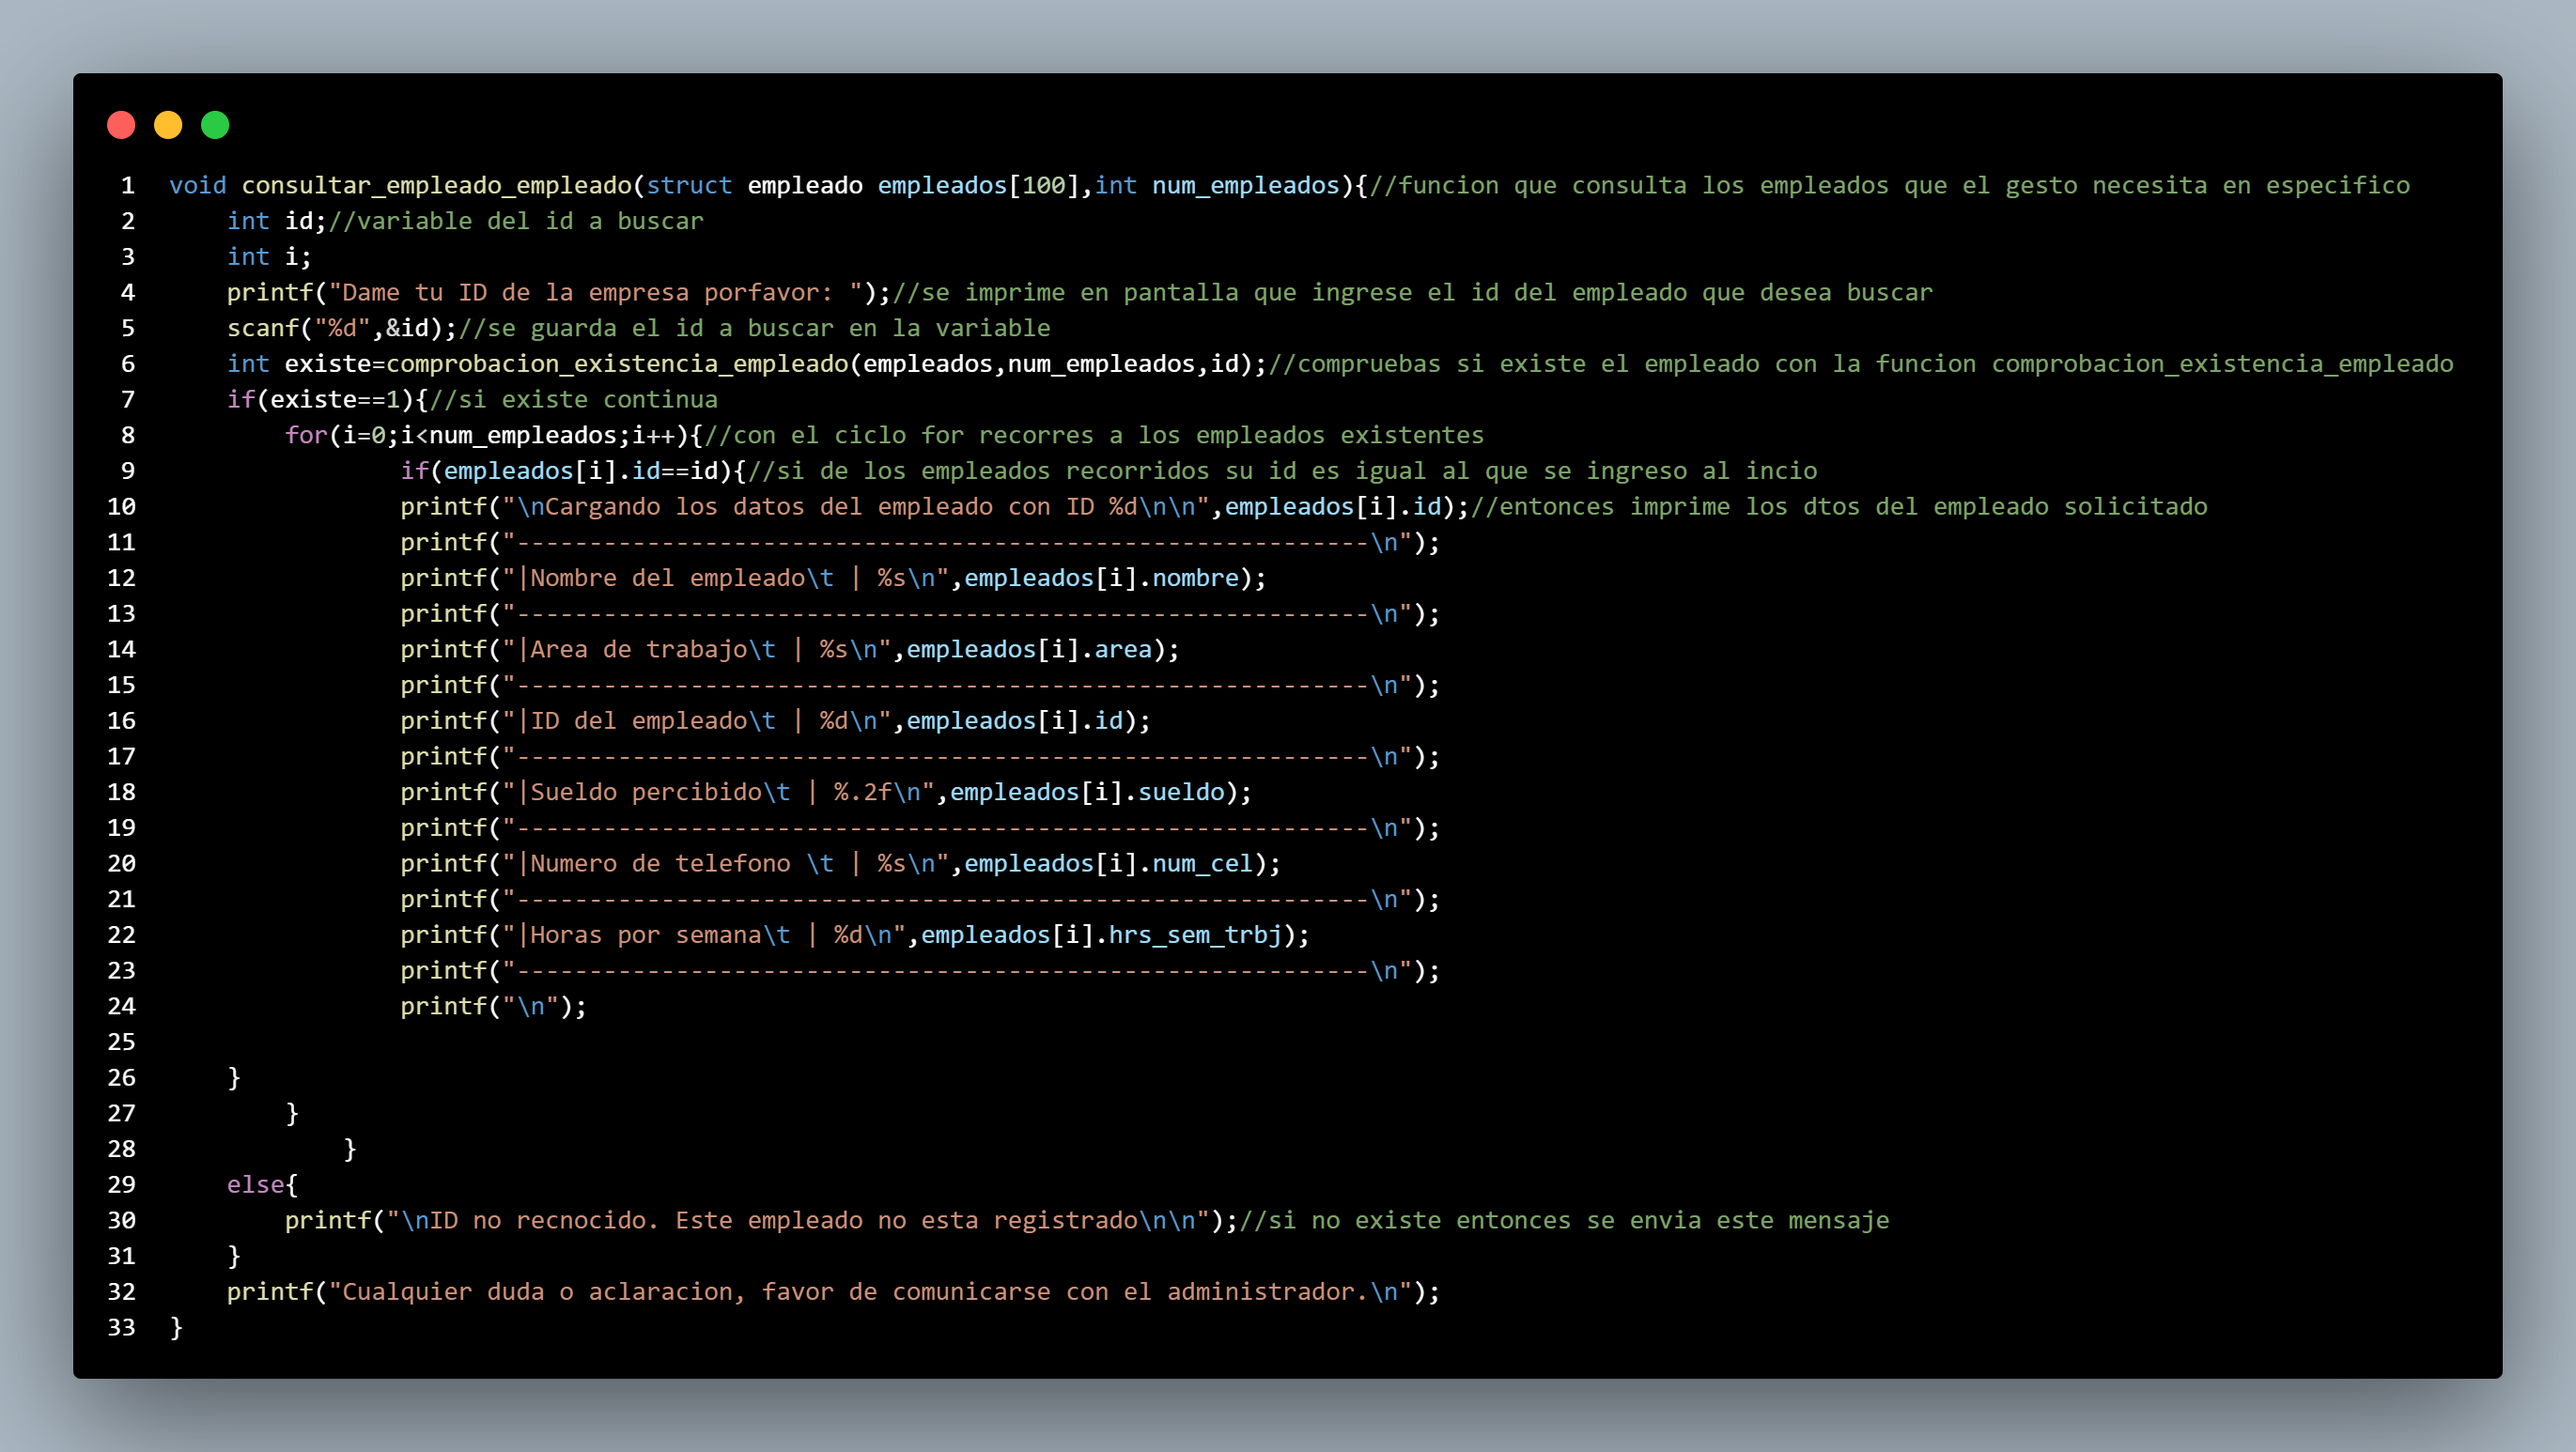 1 void consultar_empleado_empleado(struct empleado empleados[100],int num_empleados){//funcion que consulta los empleados que el gesto necesita en especifico
2     int id;//variable del id a buscar
3     int i;
4     printf("Dame tu ID de la empresa porfavor: ");//se imprime en pantalla que ingrese el id del empleado que desea buscar
5     scanf("%d",&id);//se guarda el id a buscar en la variable
6     int existe=comprobacion_existencia_empleado(empleados,num_empleados,id);//compruebas si existe el empleado con la funcion comprobacion_existencia_empleado
7     if(existe==1){//si existe continua
8         for(i=0;i<num_empleados;i++){//con el ciclo for recorres a los empleados existentes
9                 if(empleados[i].id==id){//si de los empleados recorridos su id es igual al que se ingreso al incio
10                 printf("\nCargando los datos del empleado con ID %d\n\n",empleados[i].id);//entonces imprime los dtos del empleado solicitado
11                 printf("-----------------------------------------------------------\n");
12                 printf("|Nombre del empleado\t | %s\n",empleados[i].nombre);
13                 printf("-----------------------------------------------------------\n");
14                 printf("|Area de trabajo\t | %s\n",empleados[i].area);
15                 printf("-----------------------------------------------------------\n");
16                 printf("|ID del empleado\t | %d\n",empleados[i].id);
17                 printf("-----------------------------------------------------------\n");
18                 printf("|Sueldo percibido\t | %.2f\n",empleados[i].sueldo);
19                 printf("-----------------------------------------------------------\n");
20                 printf("|Numero de telefono \t | %s\n",empleados[i].num_cel);
21                 printf("-----------------------------------------------------------\n");
22                 printf("|Horas por semana\t | %d\n",empleados[i].hrs_sem_trbj);
23                 printf("-----------------------------------------------------------\n");
24                 printf("\n");
25
26     }
27         }
28             }
29     else{
30         printf("\nID no recnocido. Este empleado no esta registrado\n\n");//si no existe entonces se envia este mensaje
31     }
32     printf("Cualquier duda o aclaracion, favor de comunicarse con el administrador.\n");
33 }